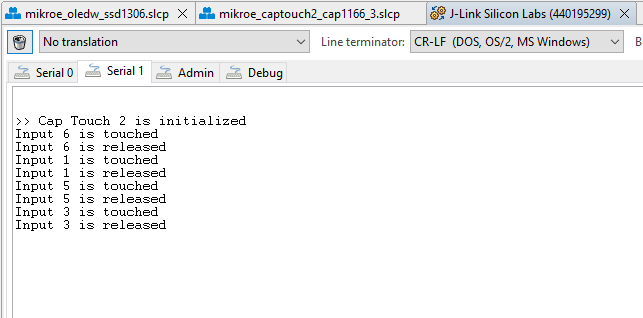 mikroe_oledw_ssd1306.slcp
mikroe_captouch2_cap1166_3.slcp
J-Link Silicon Labs (440195299)
No translation
Line terminator:
CR-LF (DOS, OS/2, MS Windows)
Serial 0
Serial 1
Admin
Debug
>> Cap Touch 2 is initialized
Input 6 is touched
Input 6 is released
Input 1 is touched
Input 1 is released
Input 5 is touched
Input 5 is released
Input 3 is touched
Input 3 is released